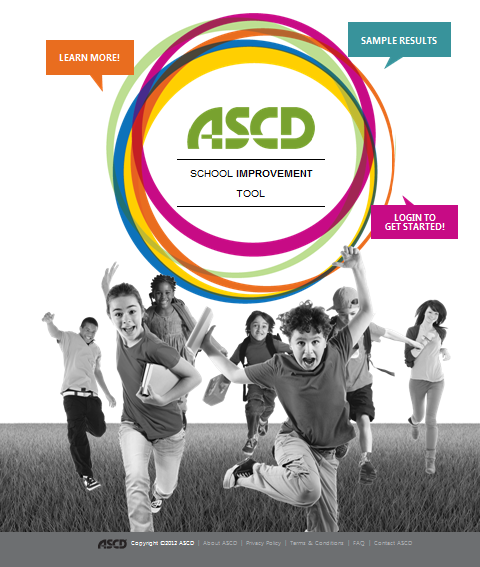 LEARN MORE!
SAMPLE RESULTS
ASCD
SCHOOL IMPROVEMENT
TOOL
LOGIN TO
GET STARTED!
ASCD Copyright ©2012 ASCD | About ASCD | Privacy Policy | Terms & Conditions | FAQ | Contact ASCD